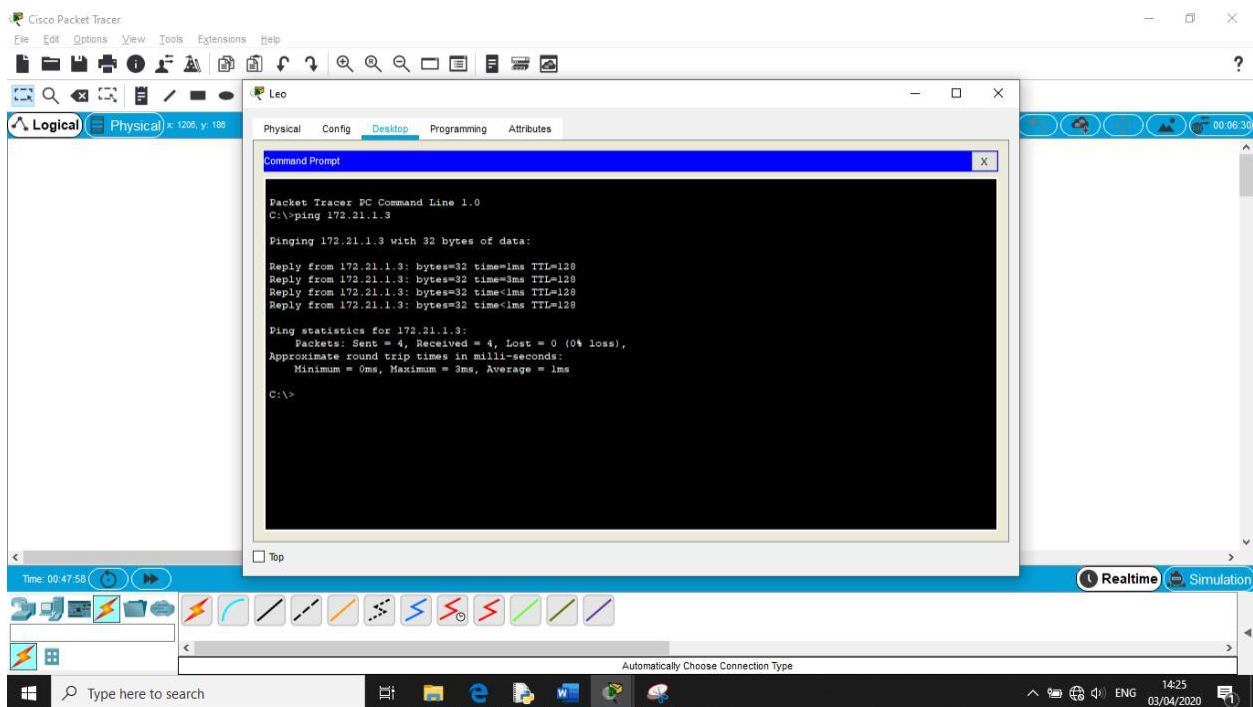 Cisco Packet Tracer
File Edit Options View Tools Extensions Help
?
Leo
Logical Physical x: 1206, y: 186
00:06:30
Physical Config Desktop Programming Attributes
Command Prompt
X
Packet Tracer PC Command Line 1.0
C:\>ping 172.21.1.3
Pinging 172.21.1.3 with 32 bytes of data:
Reply from 172.21.1.3: bytes=32 time=1ms TTL=128
Reply from 172.21.1.3: bytes=32 time=3ms TTL=128
Reply from 172.21.1.3: bytes=32 time<1ms TTL=128
Reply from 172.21.1.3: bytes=32 time<1ms TTL=128
Ping statistics for 172.21.1.3:
Packets: Sent = 4, Received = 4, Lost = 0 (0% loss),
Approximate round trip times in milli-seconds:
Minimum = 0ms, Maximum = 3ms, Average = 1ms
C:\>
Top
Time: 00:47:58
Realtime Simulation
Automatically Choose Connection Type
Type here to search
ENG
14:25
03/04/2020